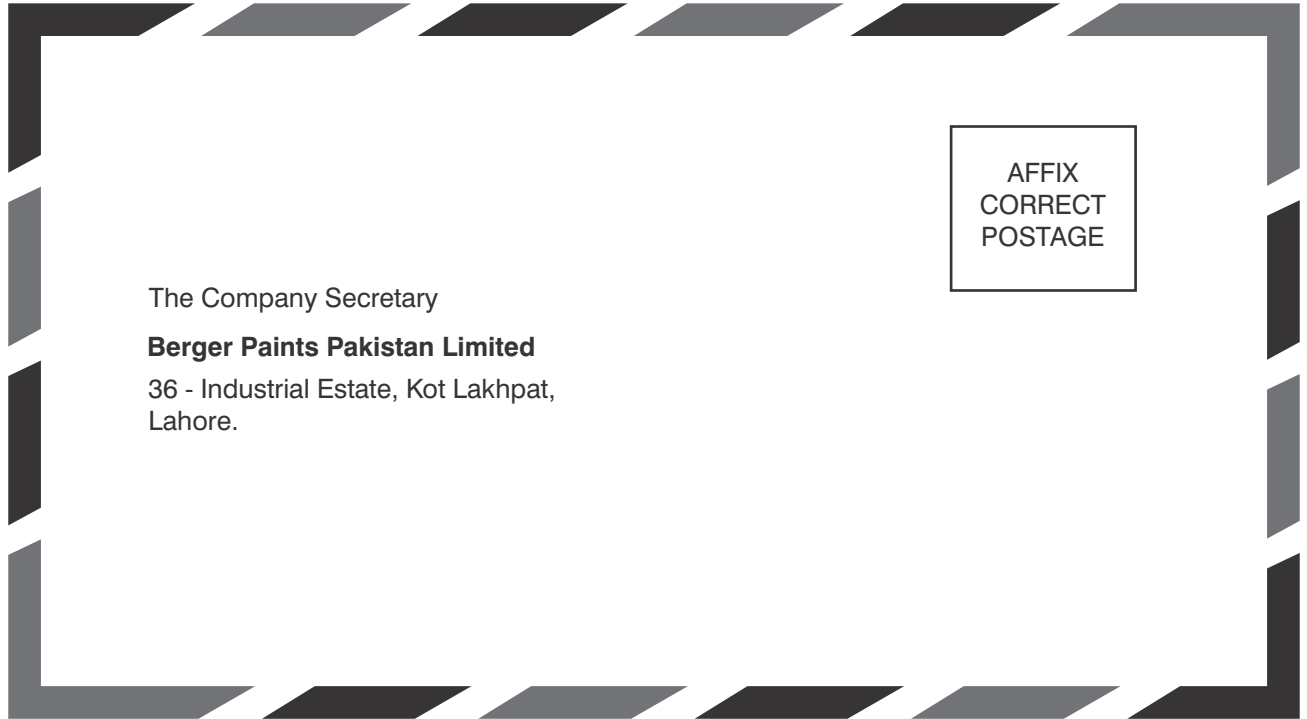 AFFIX
CORRECT
POSTAGE
The Company Secretary
Berger Paints Pakistan Limited
36 - Industrial Estate, Kot Lakhpat,
Lahore.